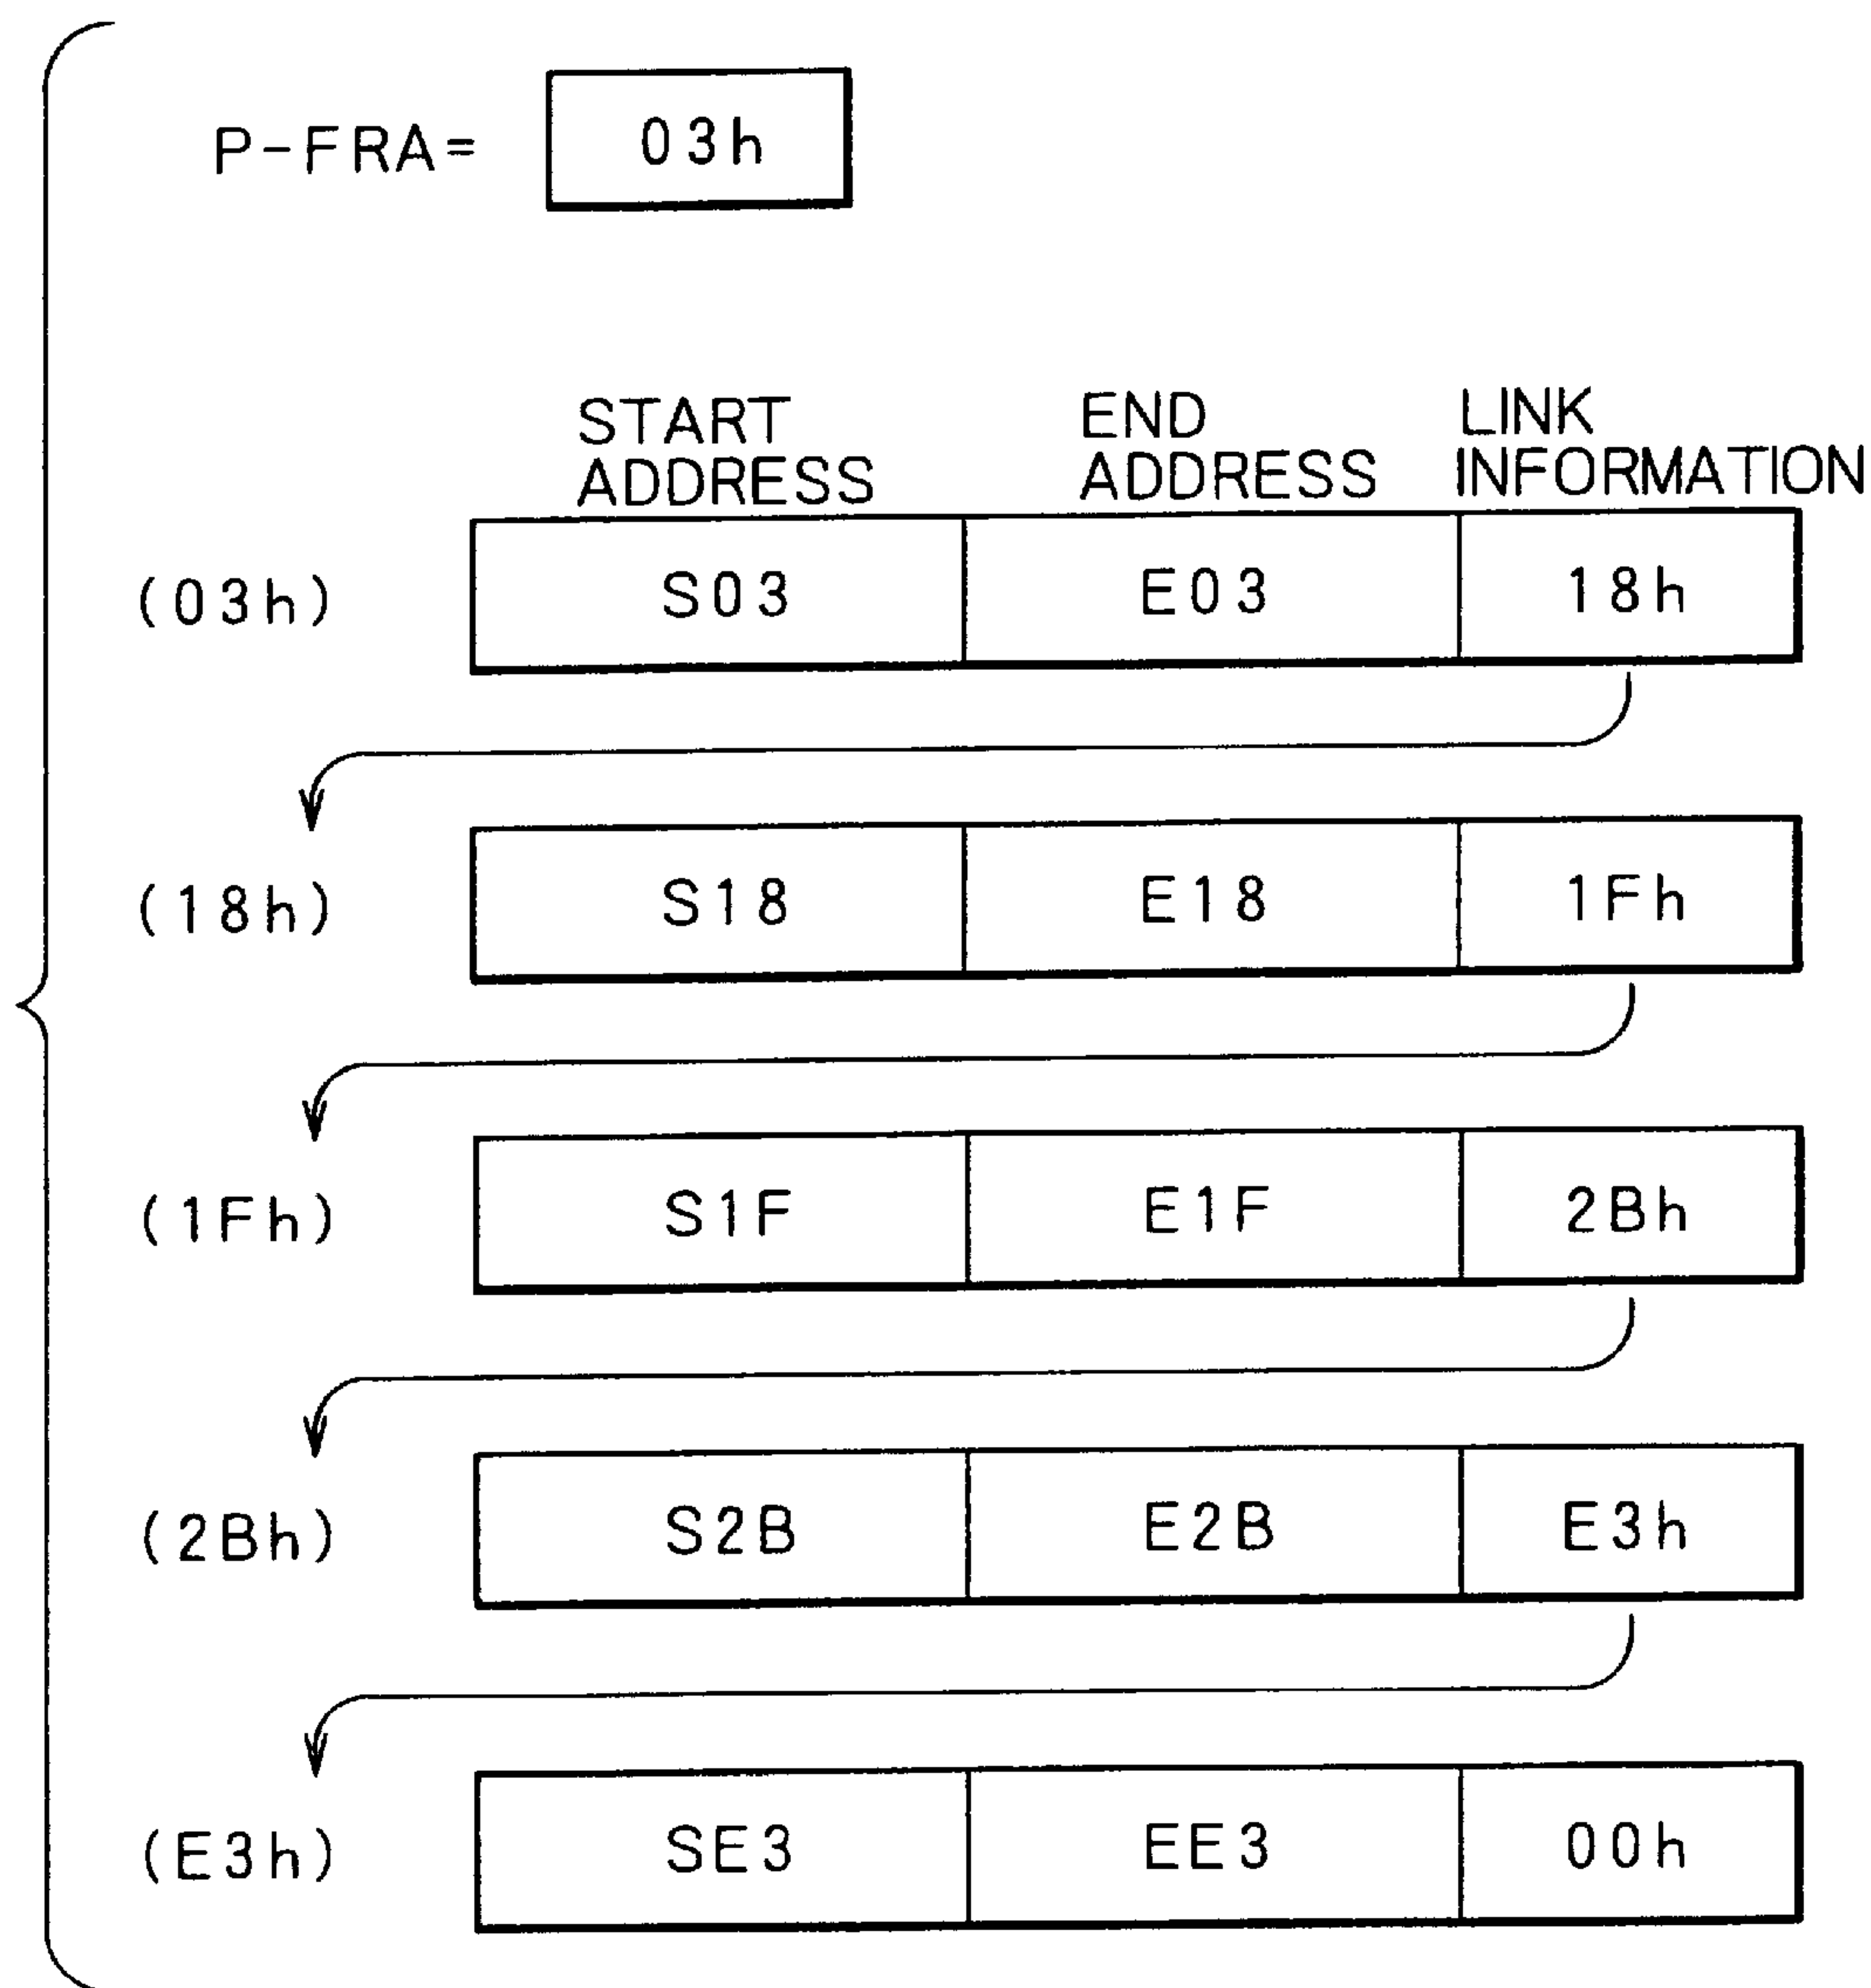 P-FRA= 03h
START ADDRESS END ADDRESS LINK INFORMATION
(03h) S03 E03 18h
(18h) S18 E18 1Fh
(1Fh) S1F E1F 2Bh
(2Bh) S2B E2B E3h
(E3h) SE3 EE3 00h